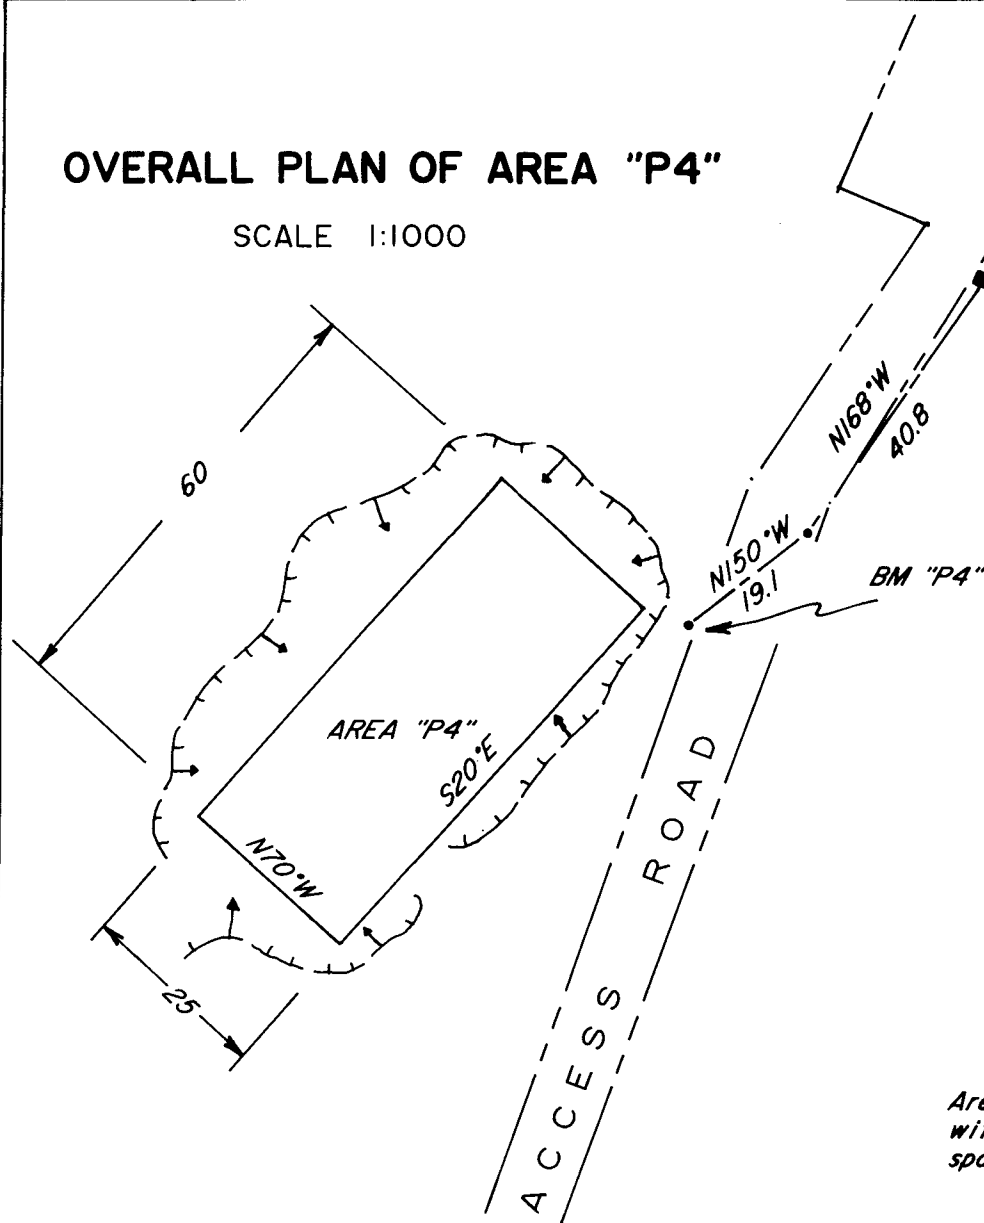 OVERALL PLAN OF AREA "P4"
SCALE 1:1000
N168°W
40.8
60
N150°W
19.1
BM "P4"
AREA "P4"
S20°E
N70°W
25
ACCESS ROAD